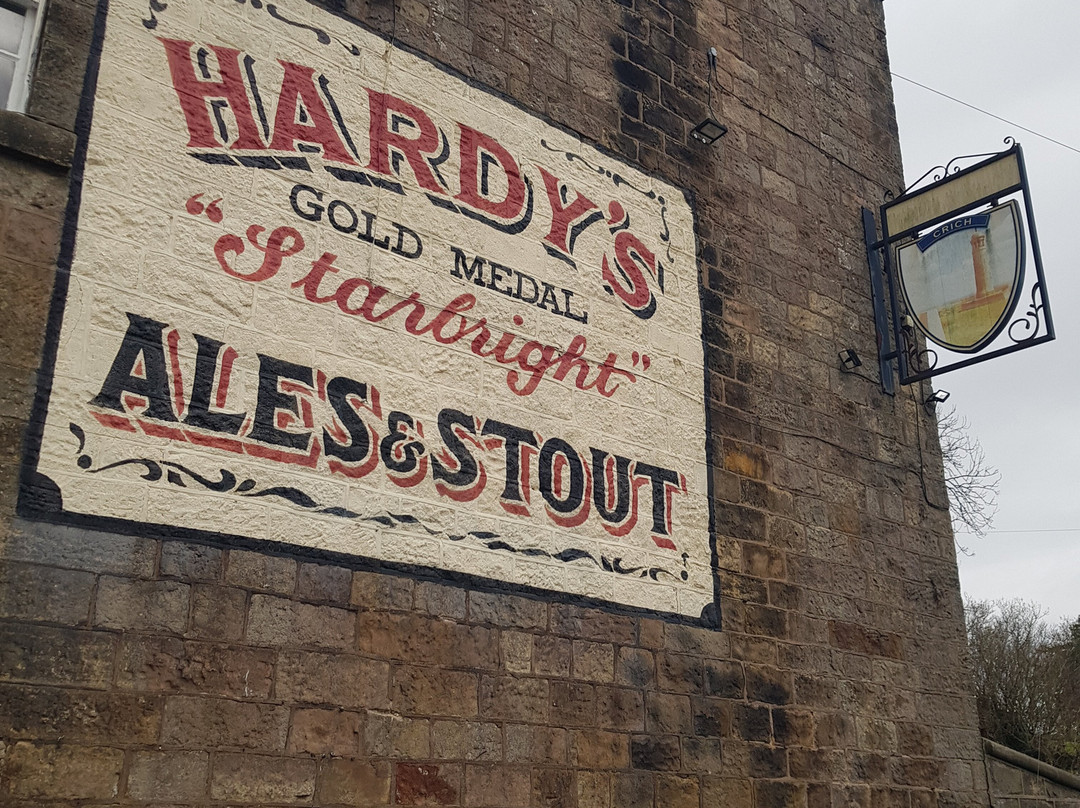 HARDY'S
GOLD MEDAL
"Starbright"
ALES & STOUT
CRICH